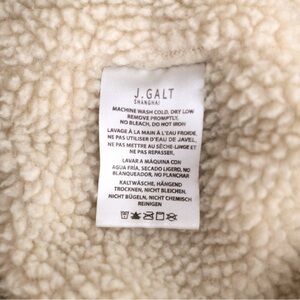 J.GALT
SHANGHAI
MACHINE WASH COLD, DRY LOW
REMOVE PROMPTLY,
NO BLEACH, DO NOT IRON
LAVAGE À LA MAIN À L'EAU FROIDE,
NE PAS UTILISER D'EAU DE JAVEL,
NE PAS METTRE AU SÈCHE-LINGE ET
NE PAS REPASSER,
LAVAR A MÁQUINA CON
AGUA FRÍA, SECADO LIGERO, NO
BLANQUEADOR, NO PLANCHAR
KALTWÄSCHE, HÄNGEND
TROCKNEN, NICHT BLEICHEN,
NICHT BÜGELN, NICHT CHEMISCH
REINIGEN